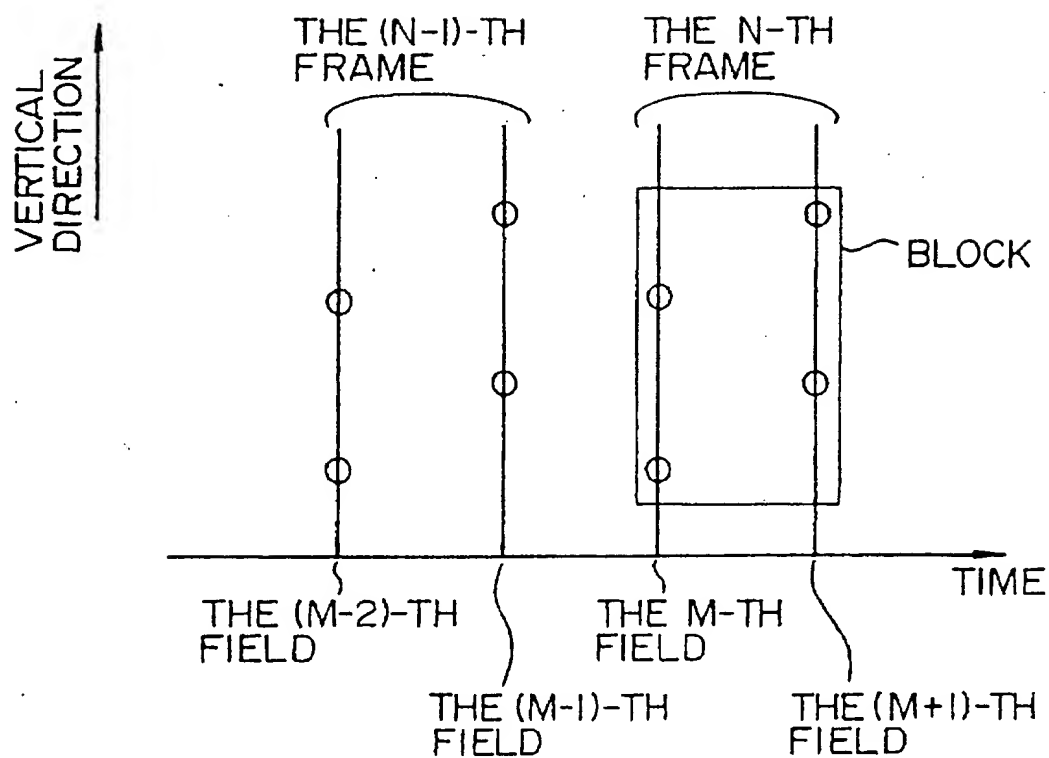 THE (N-1)-TH
FRAME
THE N-TH
FRAME
VERTICAL
DIRECTION
BLOCK
TIME
THE (M-2)-TH
FIELD
THE M-TH
FIELD
THE (M-1)-TH
FIELD
THE (M+1)-TH
FIELD